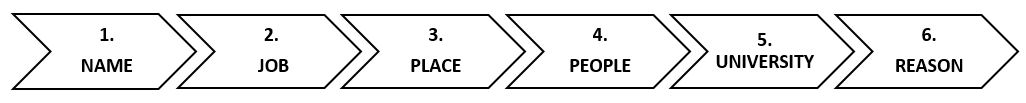 1.
NAME
2.
JOB
3.
PLACE
4.
PEOPLE
5.
UNIVERSITY
6.
REASON